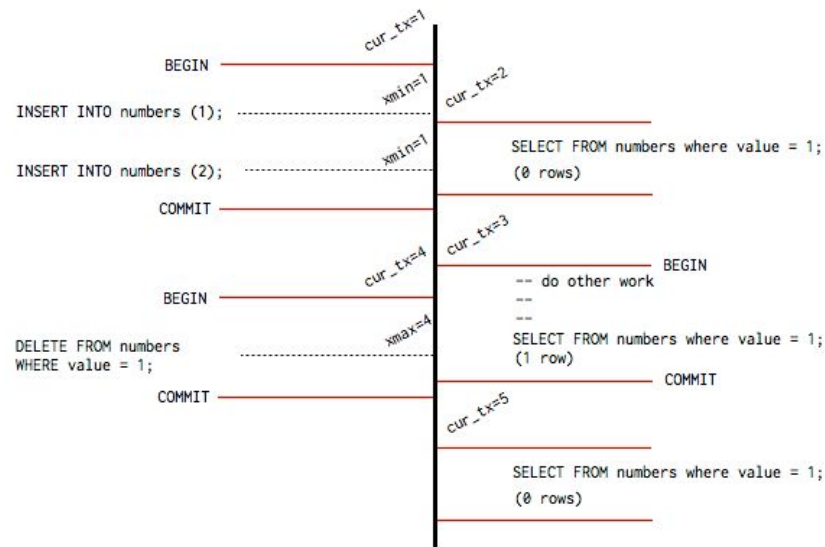 cur_tx=1
BEGIN
xmin=1
cur_tx=2
INSERT INTO numbers (1);
xmin=1
SELECT FROM numbers where value = 1;
(0 rows)
INSERT INTO numbers (2);
COMMIT
cur_tx=3
cur_tx=4
BEGIN
-- do other work
--
--
BEGIN
xmax=4
SELECT FROM numbers where value = 1;
(1 row)
DELETE FROM numbers
WHERE value = 1;
COMMIT
COMMIT
cur_tx=5
SELECT FROM numbers where value = 1;
(0 rows)